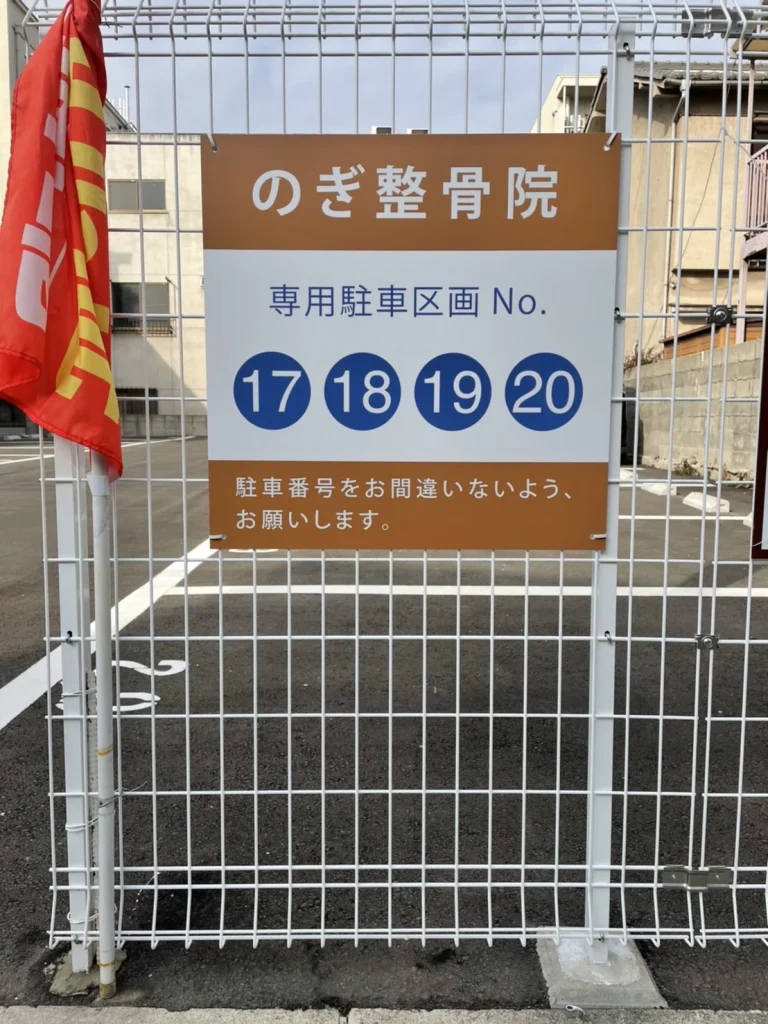 のぎ整骨院
専用駐車区画 No.
17 18 19 20
駐車番号をお間違いないよう、
お願いします。
20